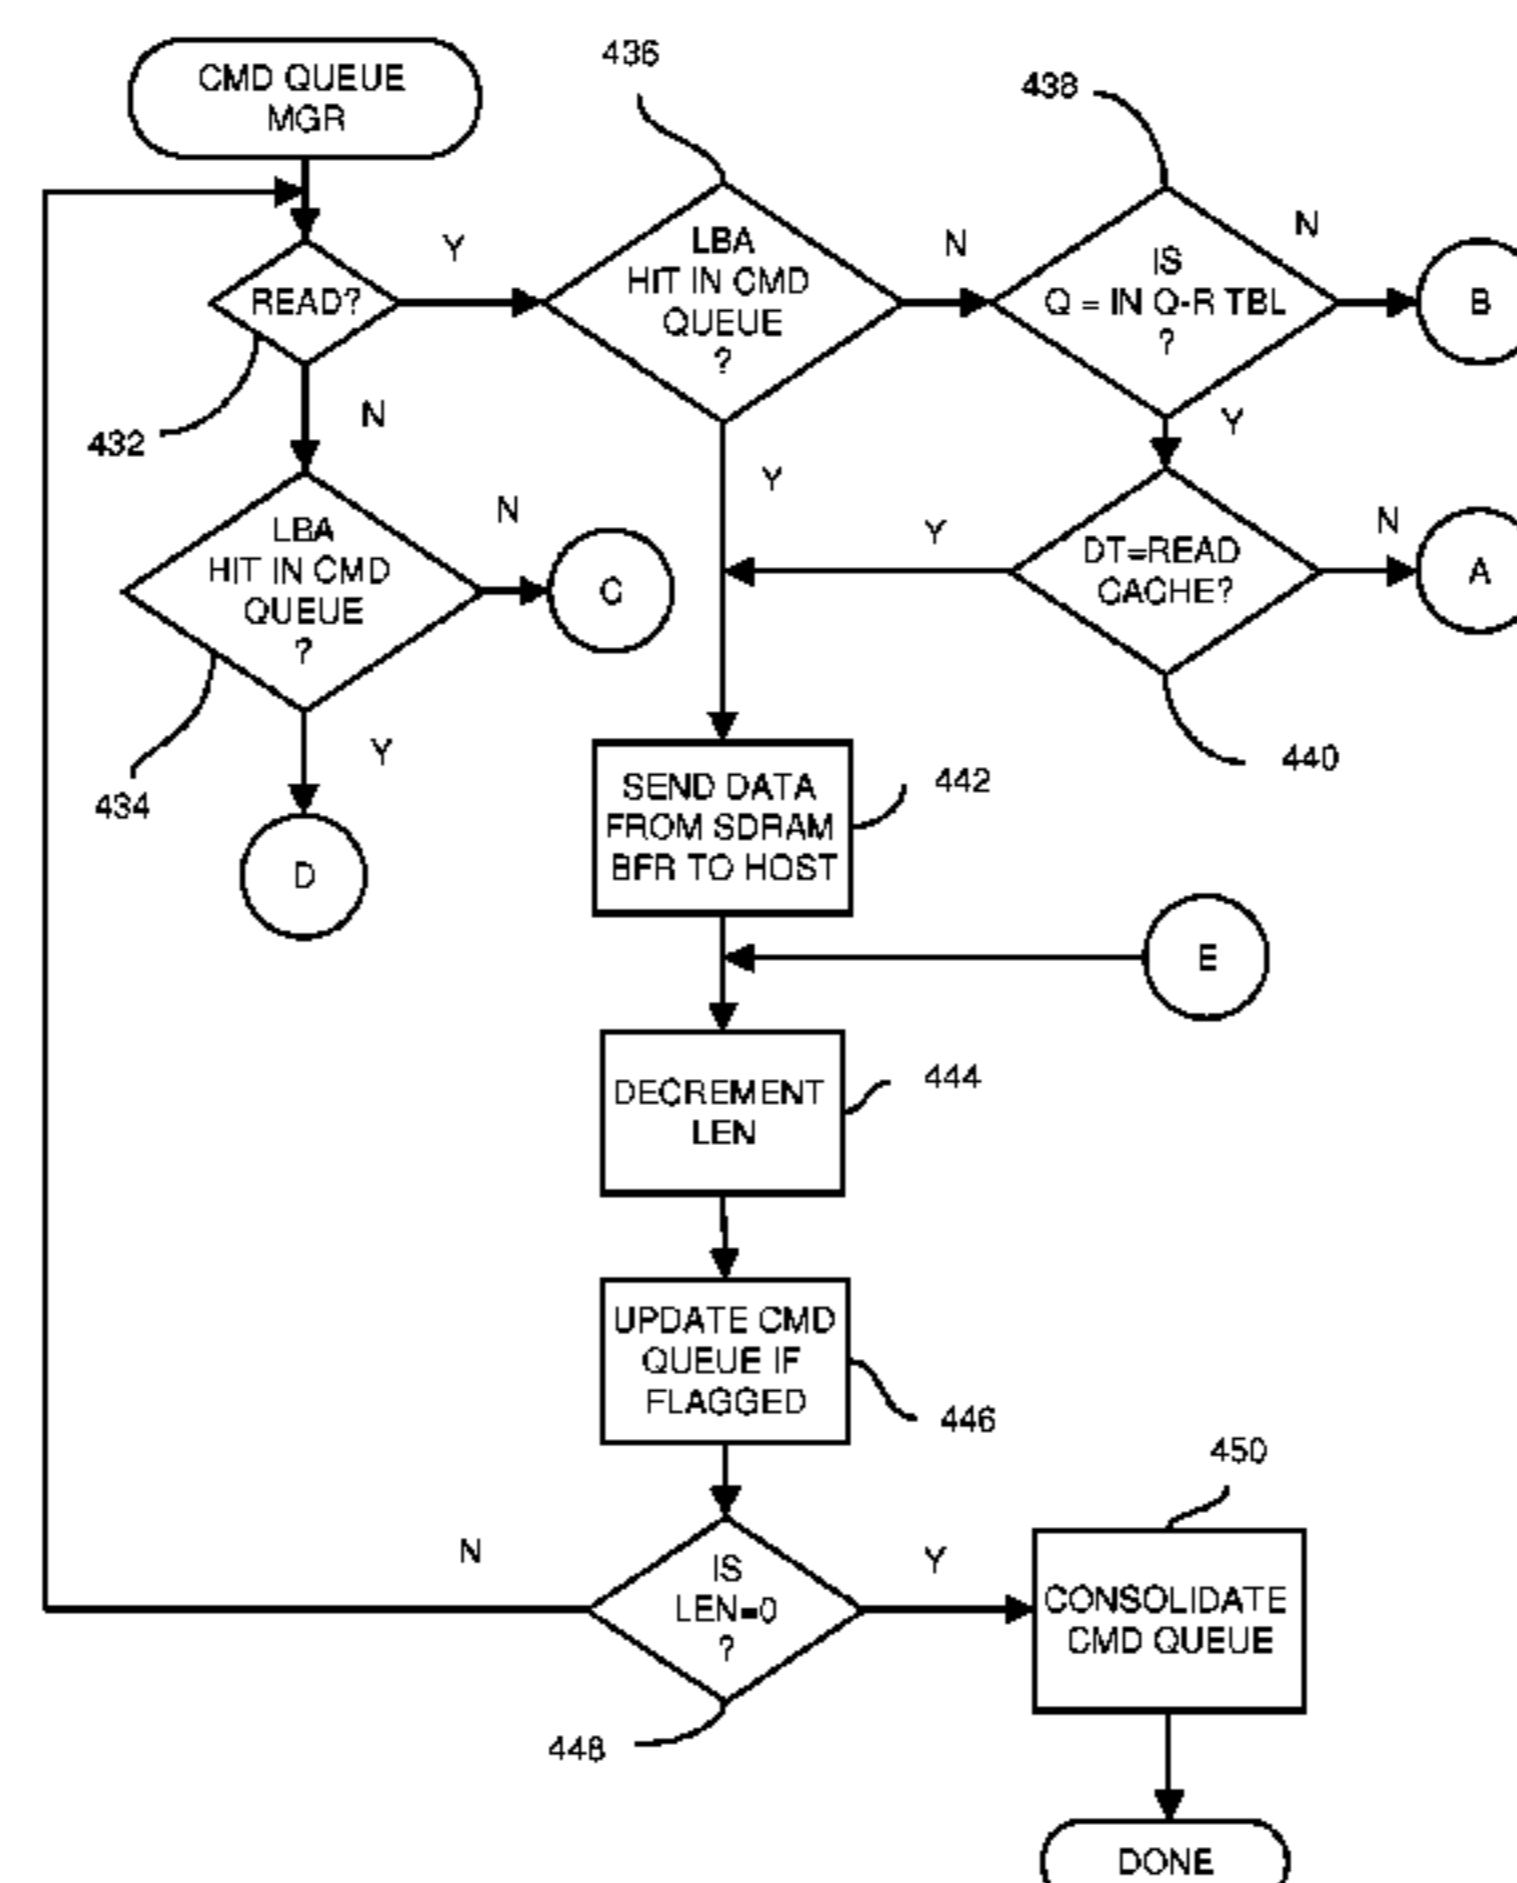 CMD QUEUE
MGR
436
438
READ?
Y
LBA
HIT IN CMD
QUEUE
?
N
IS
Q = IN Q-R TBL
?
N
B
432
N
Y
Y
LBA
HIT IN CMD
QUEUE
?
N
C
Y
DT=READ
CACHE?
N
A
434
Y
D
440
SEND DATA
FROM SDRAM
BFR TO HOST
442
E
DECREMENT
LEN
444
UPDATE CMD
QUEUE IF
FLAGGED
446
450
N
IS
LEN=0
?
Y
CONSOLIDATE
CMD QUEUE
448
DONE